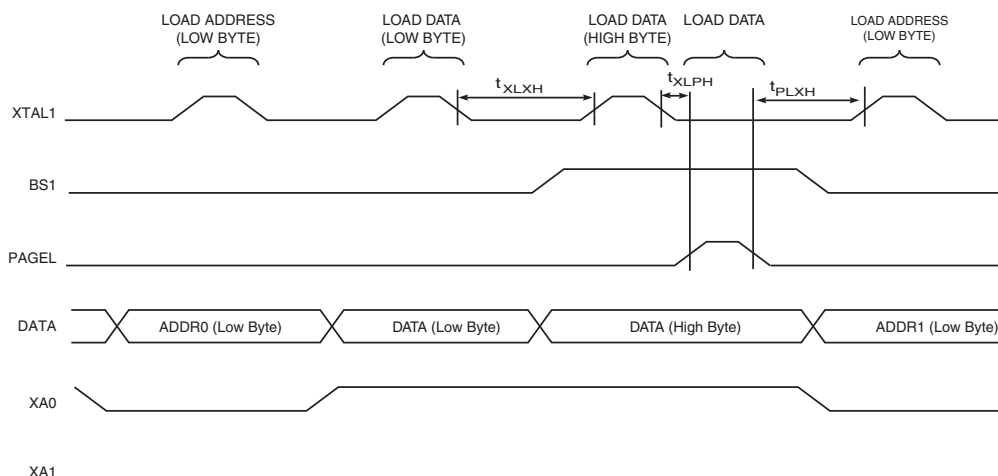 LOAD ADDRESS
(LOW BYTE)
LOAD DATA
(LOW BYTE)
LOAD DATA
(HIGH BYTE)
LOAD DATA
LOAD ADDRESS
(LOW BYTE)
tXLXH
tXLPH
tPLXH
XTAL1
BS1
PAGEL
DATA
ADDR0 (Low Byte)
DATA (Low Byte)
DATA (High Byte)
ADDR1 (Low Byte)
XA0
XA1